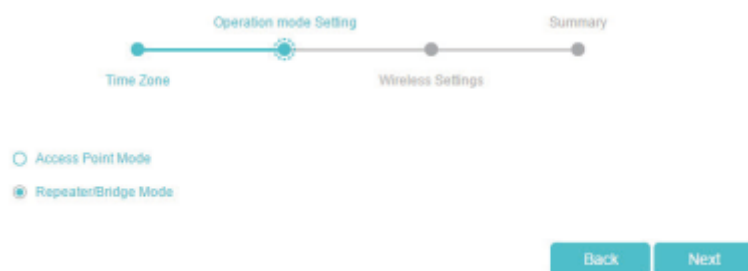 Operation mode Setting
Summary
Time Zone
Wireless Settings
Access Point Mode
Repeater/Bridge Mode
Back
Next